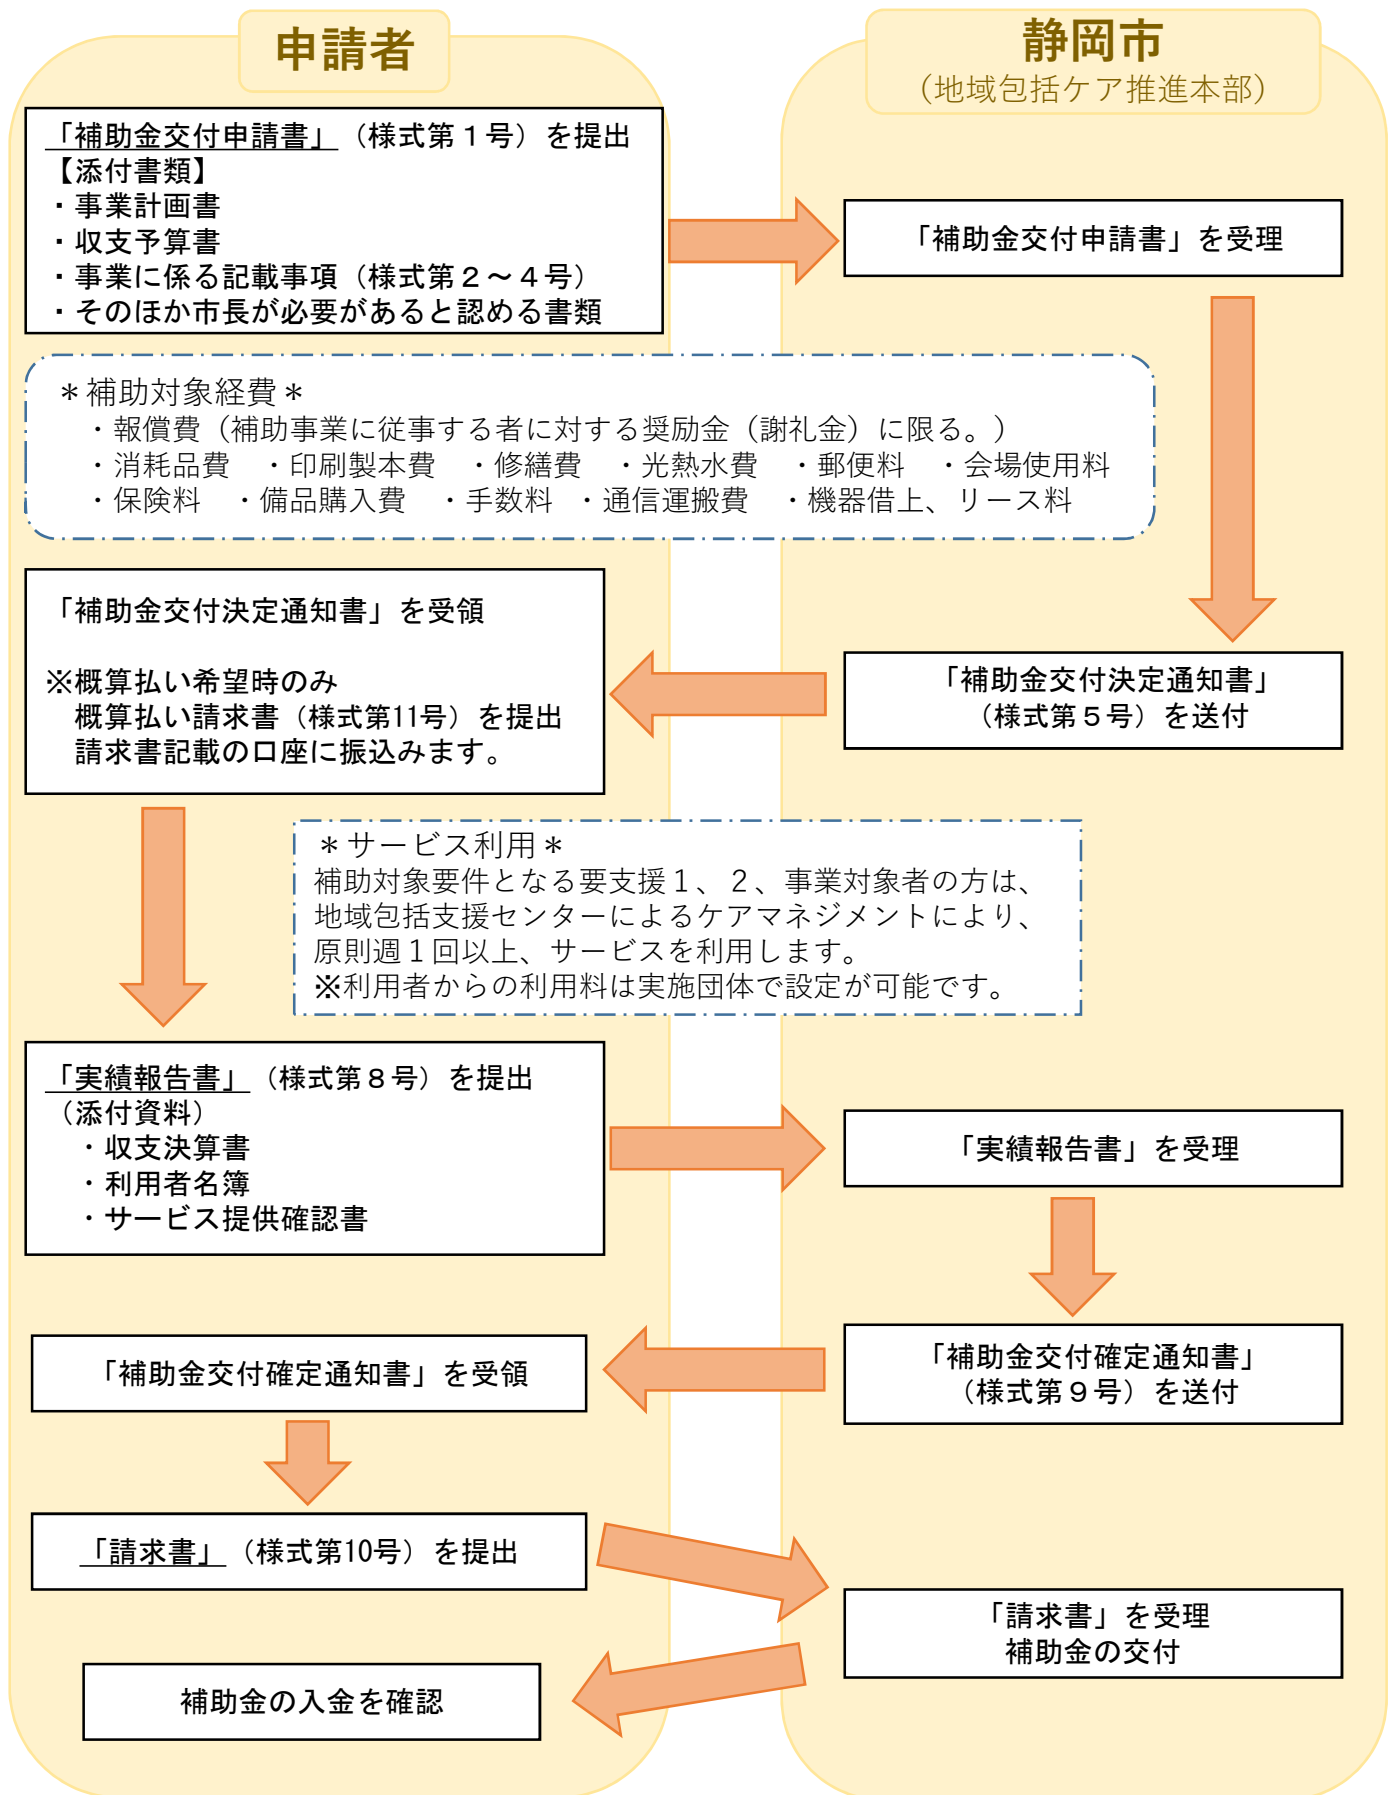 申請者
静岡市
（地域包括ケア推進本部）
「補助金交付申請書」（様式第１号）を提出
【添付書類】
・事業計画書
・収支予算書
・事業に係る記載事項（様式第２～４号）
・そのほか市長が必要があると認める書類
「補助金交付申請書」を受理
＊補助対象経費＊
・報償費（補助事業に従事する者に対する奨励金（謝礼金）に限る。）
・消耗品費　・印刷製本費　・修繕費　・光熱水費　・郵便料　・会場使用料
・保険料　・備品購入費　・手数料　・通信運搬費　・機器借上、リース料
「補助金交付決定通知書」を受領
※概算払い希望時のみ
概算払い請求書（様式第11号）を提出
請求書記載の口座に振込みます。
「補助金交付決定通知書」
（様式第５号）を送付
＊サービス利用＊
補助対象要件となる要支援１、２、事業対象者の方は、
地域包括支援センターによるケアマネジメントにより、
原則週１回以上、サービスを利用します。
※利用者からの利用料は実施団体で設定が可能です。
「実績報告書」（様式第８号）を提出
（添付資料）
・収支決算書
・利用者名簿
・サービス提供確認書
「実績報告書」を受理
「補助金交付確定通知書」
（様式第９号）を送付
「補助金交付確定通知書」を受領
「請求書」（様式第10号）を提出
「請求書」を受理
補助金の交付
補助金の入金を確認